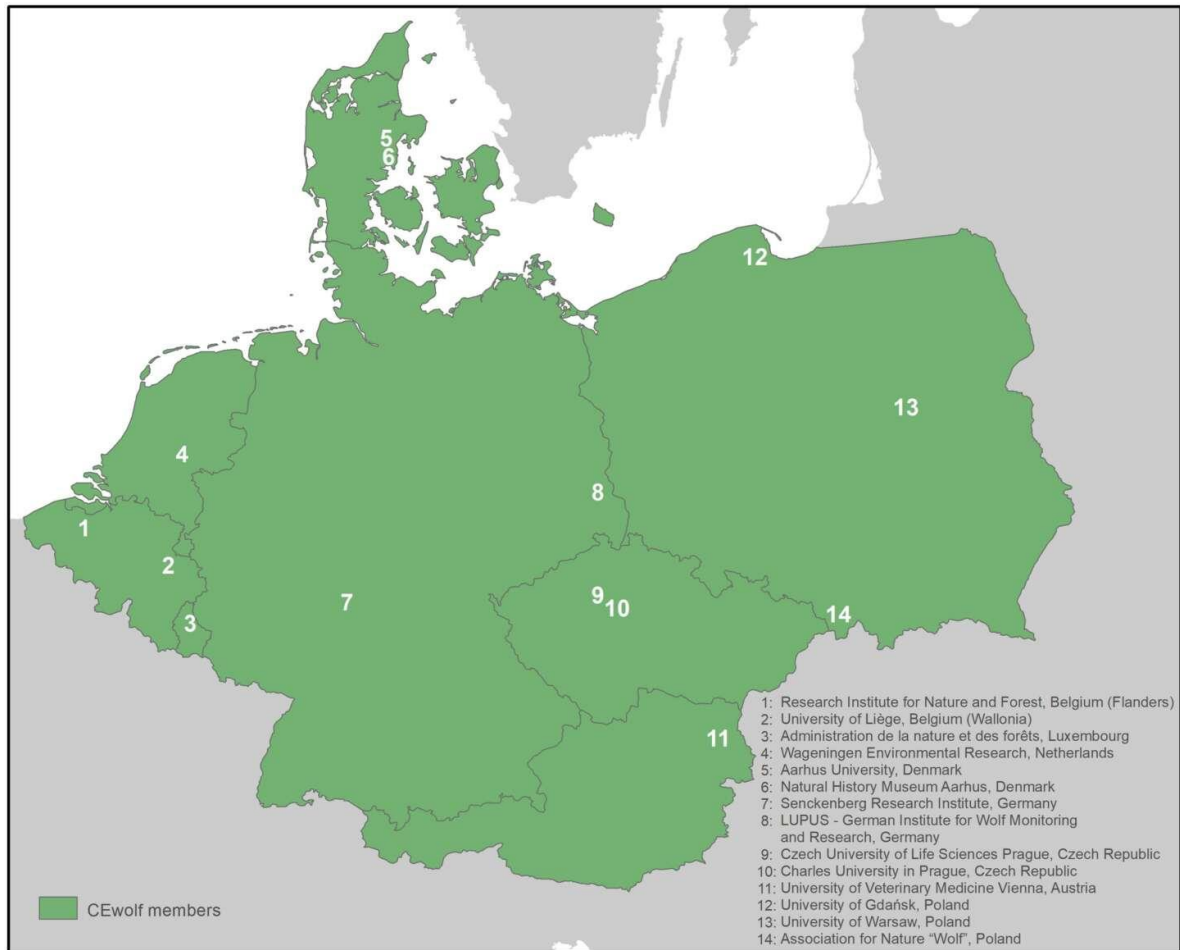 5
6
12
13
4
8
1
2
9
10
7
14
3
11
1: Research Institute for Nature and Forest, Belgium (Flanders)
2: University of Liège, Belgium (Wallonia)
3: Administration de la nature et des forêts, Luxembourg
4: Wageningen Environmental Research, Netherlands
5: Aarhus University, Denmark
6: Natural History Museum Aarhus, Denmark
7: Senckenberg Research Institute, Germany
8: LUPUS - German Institute for Wolf Monitoring
and Research, Germany
9: Czech University of Life Sciences Prague, Czech Republic
10: Charles University in Prague, Czech Republic
11: University of Veterinary Medicine Vienna, Austria
12: University of Gdańsk, Poland
13: University of Warsaw, Poland
14: Association for Nature “Wolf”, Poland
CEwolf members